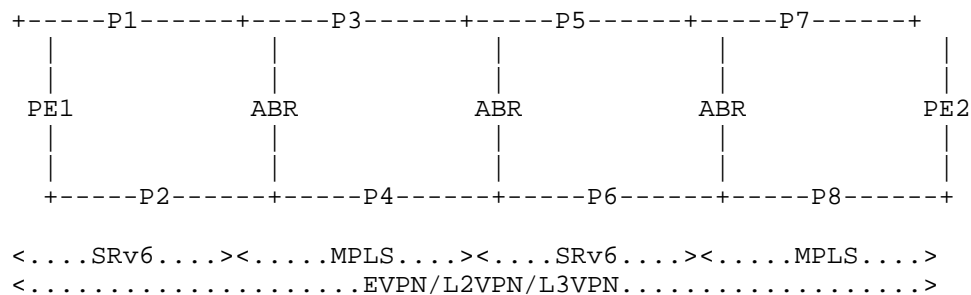 +-----P1------+-----P3------+-----P5------+-----P7------+
| | | | |
| | | | |
PE1 ABR ABR ABR PE2
| | | | |
| | | | |
+-----P2-------+-----P4------+-----P6------+-----P8------+
<....SRv6....><.....MPLS....><....SRv6....><.....MPLS....>
<......................EVPN/L2VPN/L3VPN...................>